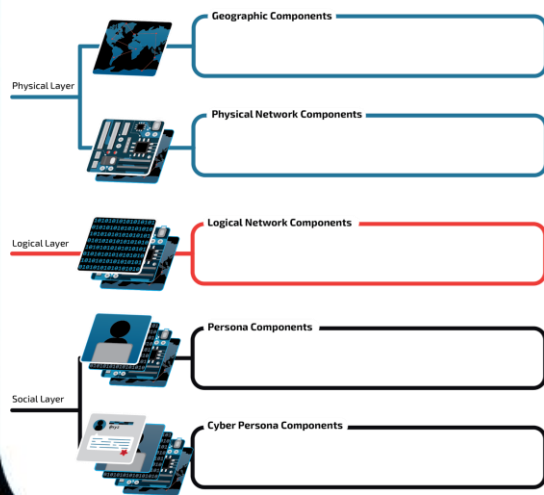 Geographic Components
Physical Layer
Physical Network Components
Logical Network Components
Logical Layer
Persona Components
Social Layer
Cyber Persona Components